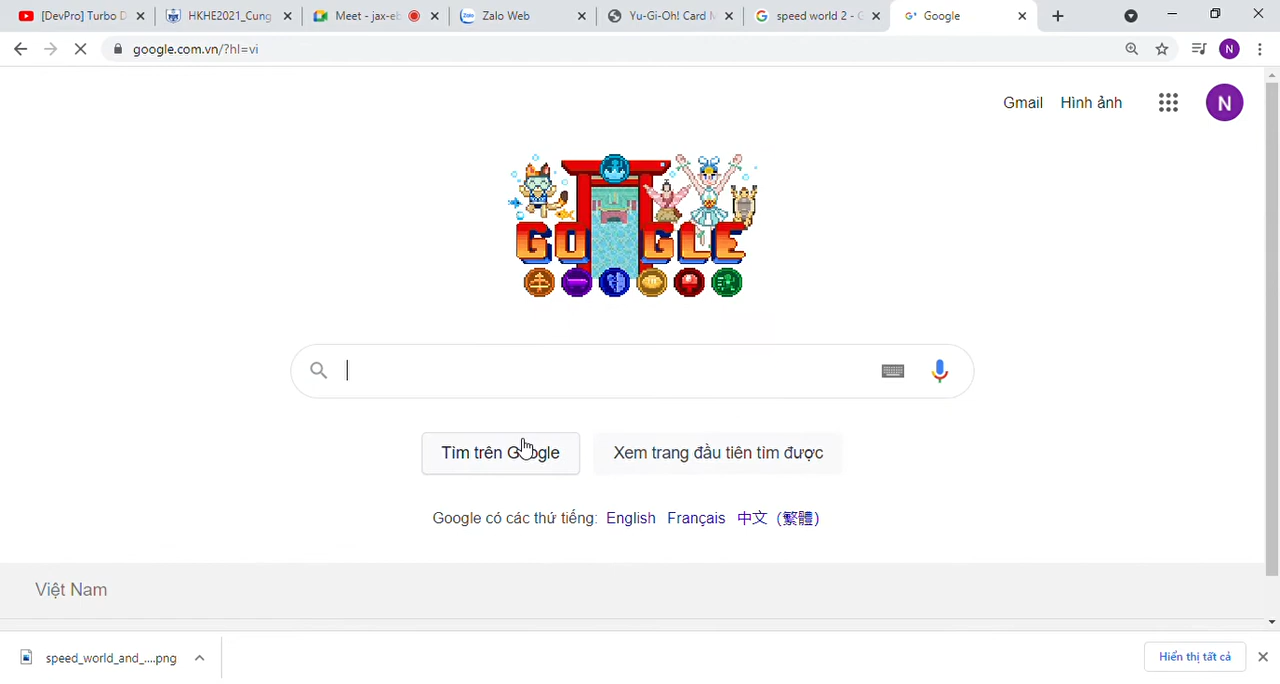 [DevPro] Turbo D
HKHE2021_Cung
Meet - jax-eb
Zalo Web
Yu-Gi-Oh! Card M
speed world 2 - G
Google
google.com.vn/?hl=vi
N
Gmail
Hình ảnh
N
GOOGLE
Tìm trên Google
Xem trang đầu tiên tìm được
Google có các thứ tiếng: English Français 中文（繁體）
Việt Nam
speed_world_and_....png
Hiển thị tất cả